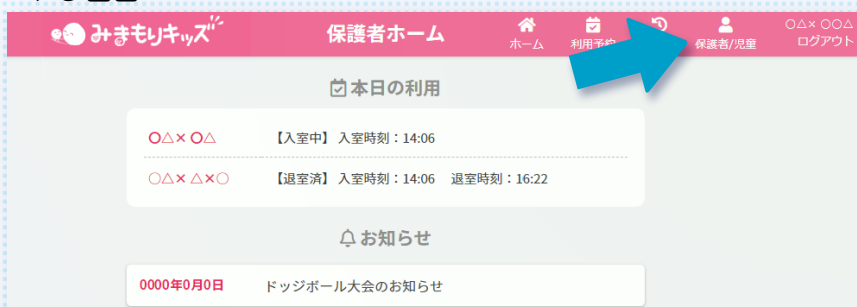 みまもりキッズ
保護者ホーム
ホーム
利用予約
保護者/児童
○△× ○○△
ログアウト
本日の利用
○△× ○△ 【入室中】 入室時刻：14:06
○△× △×○ 【退室済】 入室時刻：14:06 退室時刻：16:22
お知らせ
0000年0月0日 ドッジボール大会のお知らせ